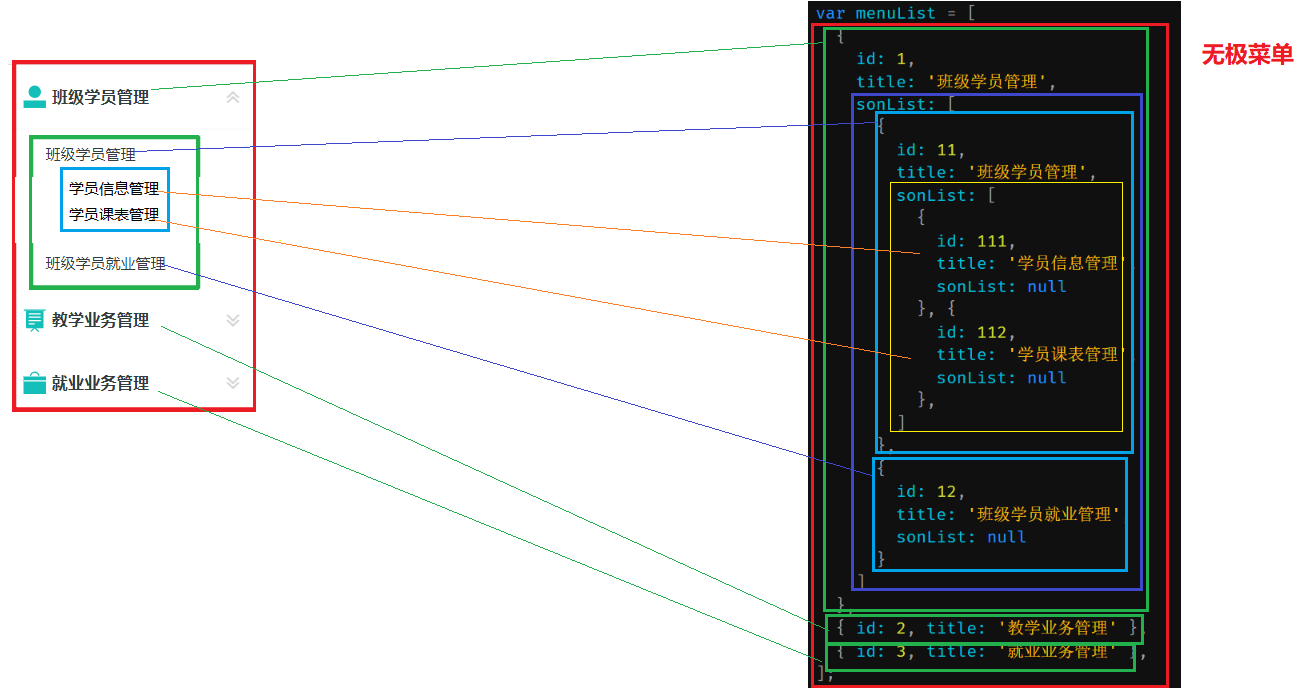 班级学员管理
班级学员管理
学员信息管理
学员课表管理
班级学员就业管理
教学业务管理
就业业务管理
var menuList = [
{
id: 1,
title: '班级学员管理',
sonList: [
{
id: 11,
title: '班级学员管理',
sonList: [
{
id: 111,
title: '学员信息管理'
sonList: null
}, {
id: 112,
title: '学员课表管理'
sonList: null
},
]
},
{
id: 12,
title: '班级学员就业管理'
sonList: null
}
]
},
{ id: 2, title: '教学业务管理' },
{ id: 3, title: '就业业务管理' },
];
无极菜单